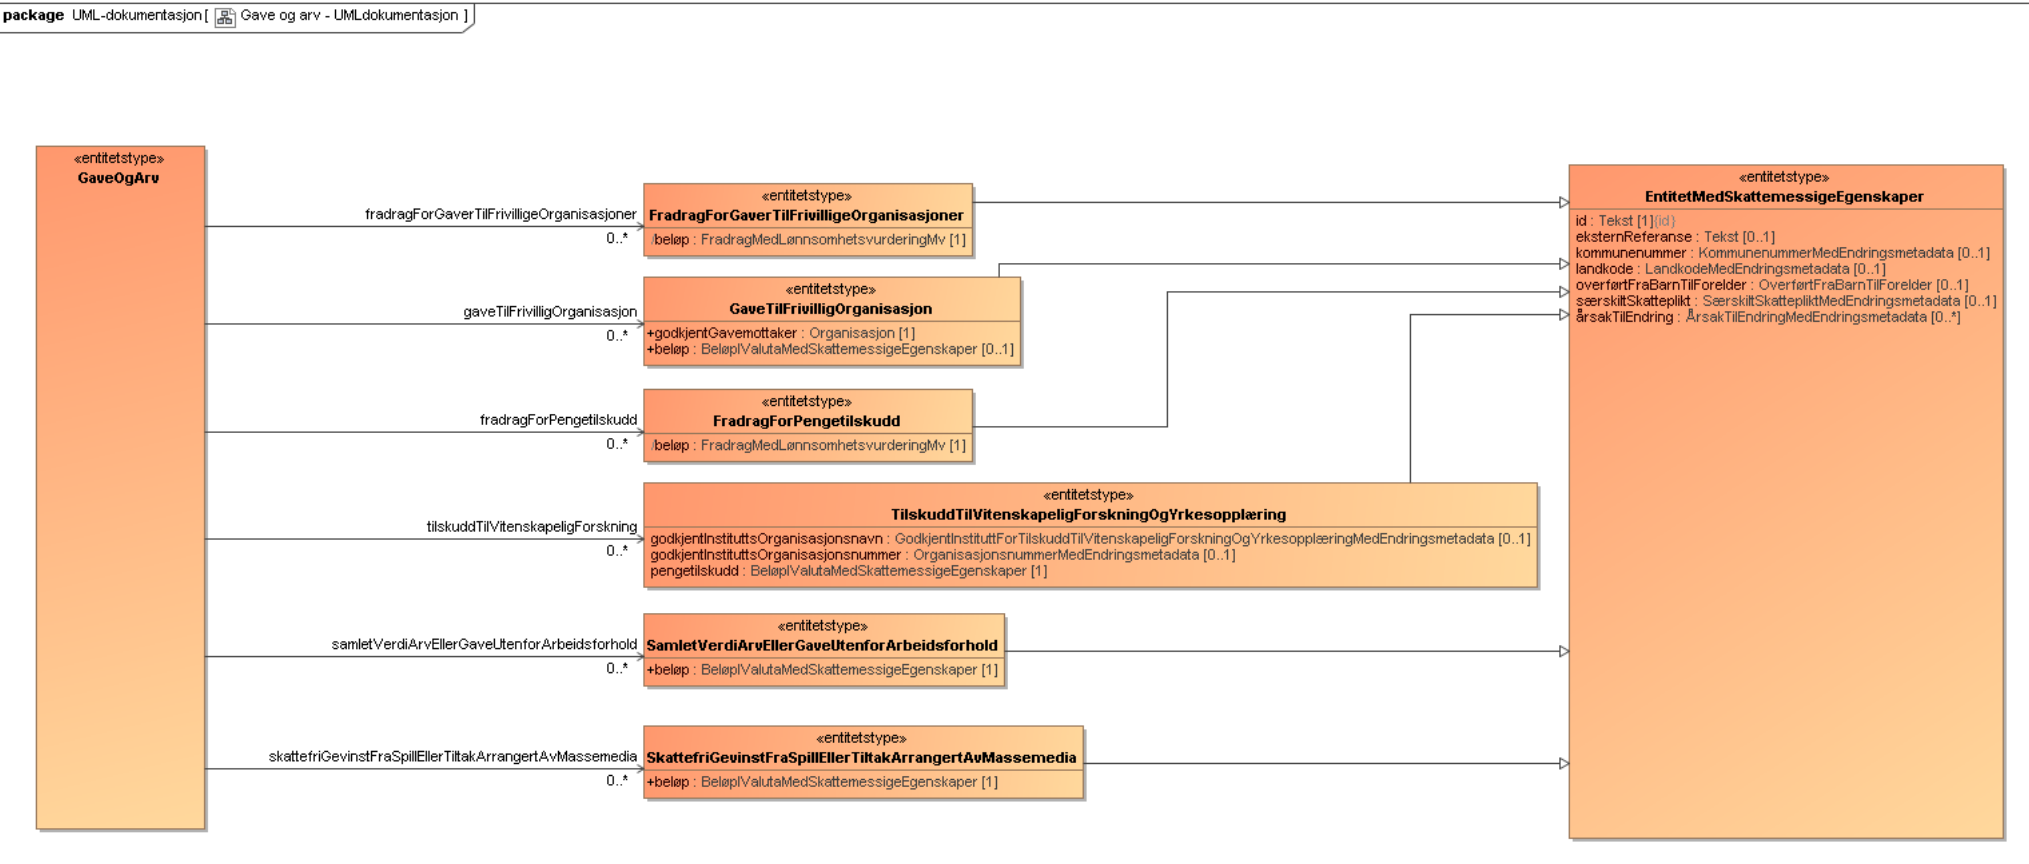 package UML-dokumentasjon[ Gave og arv - UMLdokumentasjon ]
«entitetstype»
GaveOgArv
fradragForGaverTilFrivilligeOrganisasjoner
0..*
gaveTilFrivilligOrganisasjon
0..*
fradragForPengetilskudd
0..*
tilskuddTilVitenskapeligForskning
0..*
samletVerdiArvEllerGaveUtenforArbeidsforhold
0..*
skattefriGevinstFraSpillEllerTiltakArrangertAvMassemedia
0..*
«entitetstype»
FradragForGaverTilFrivilligeOrganisasjoner
/beløp : FradragMedLønnsomhetsvurderingMv [1]
«entitetstype»
GaveTilFrivilligOrganisasjon
+godkjentGavemottaker : Organisasjon [1]
+beløp : BeløpIValutaMedSkattemessigeEgenskaper [0..1]
«entitetstype»
FradragForPengetilskudd
/beløp : FradragMedLønnsomhetsvurderingMv [1]
«entitetstype»
TilskuddTilVitenskapeligForskningOgYrkesopplæring
godkjentInstituttsOrganisasjonsnavn : GodkjentInstituttForTilskuddTilVitenskapeligForskningOgYrkesopplæringMedEndringsmetadata [0..1]
godkjentInstituttsOrganisasjonsnummer : OrganisasjonsnummerMedEndringsmetadata [0..1]
pengetilskudd : BeløpIValutaMedSkattemessigeEgenskaper [1]
«entitetstype»
SamletVerdiArvEllerGaveUtenforArbeidsforhold
+beløp : BeløpIValutaMedSkattemessigeEgenskaper [1]
«entitetstype»
SkattefriGevinstFraSpillEllerTiltakArrangertAvMassemedia
+beløp : BeløpIValutaMedSkattemessigeEgenskaper [1]
«entitetstype»
EntitetMedSkattemessigeEgenskaper
id : Tekst [1]{id}
eksternReferanse : Tekst [0..1]
kommunenummer : KommunenummerMedEndringsmetadata [0..1]
landkode : LandkodeMedEndringsmetadata [0..1]
overførtFraBarnTilForelder : OverførtFraBarnTilForelder [0..1]
særskiltSkatteplikt : SærskiltSkattepliktMedEndringsmetadata [0..1]
årsakTilEndring : ÅrsakTilEndringMedEndringsmetadata [0..*]